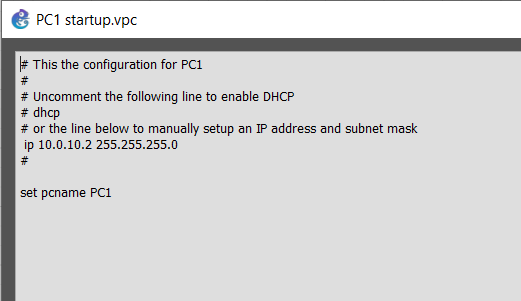 PC1 startup.vpc
# This the configuration for PC1
#
# Uncomment the following line to enable DHCP
# dhcp
# or the line below to manually setup an IP address and subnet mask
ip 10.0.10.2 255.255.255.0
#
set pcname PC1